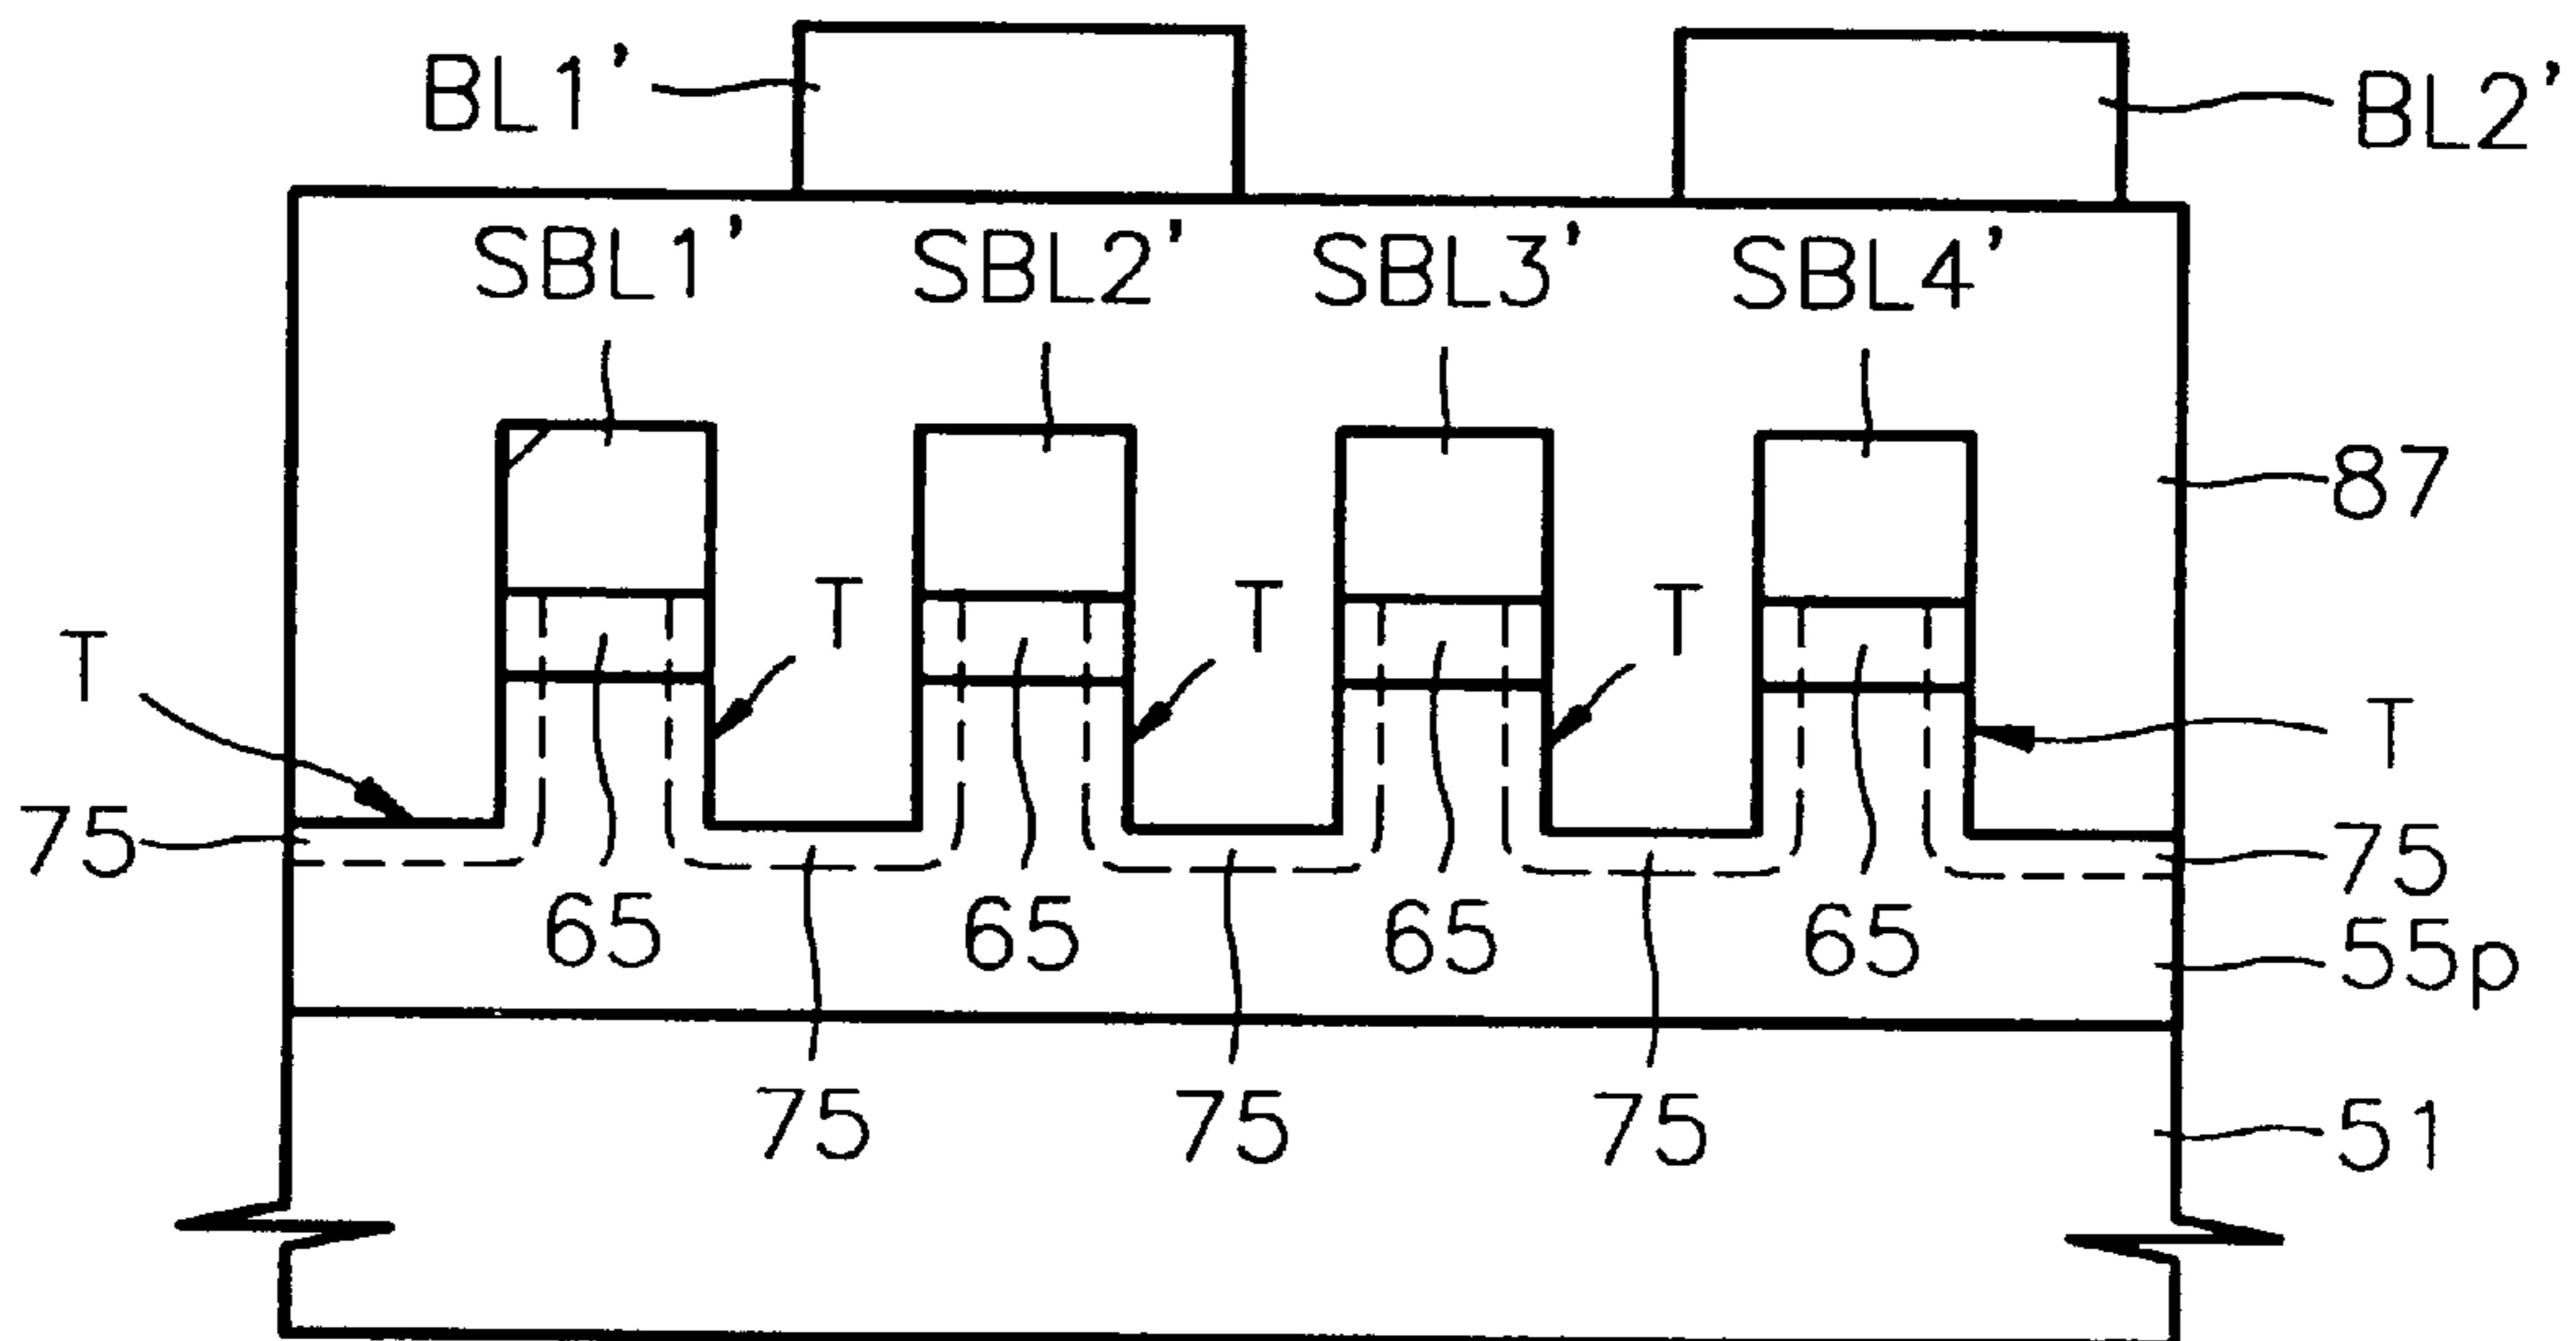 BL1' BL2'
SBL1' SBL2' SBL3' SBL4'
87
T T T T T
75 75
65 65 65 65 55p
75 75 75 51